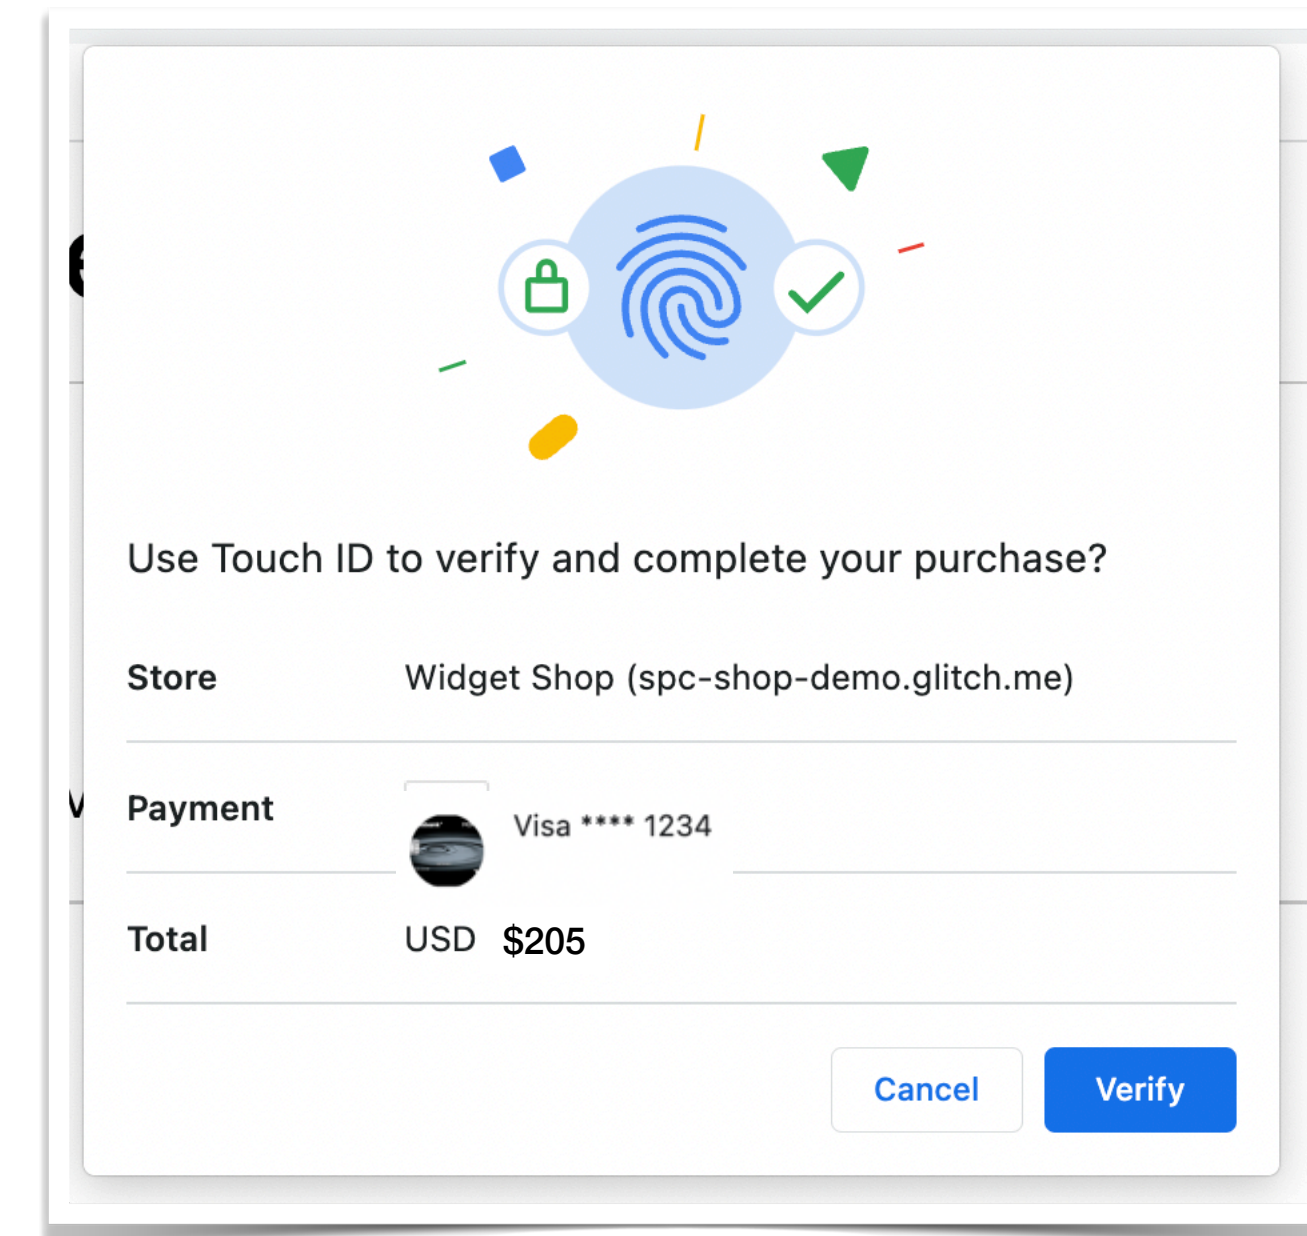 Use Touch ID to verify and complete your purchase?
Store Widget Shop (spc-shop-demo.glitch.me)
Payment Visa **** 1234
Total USD $205
Cancel Verify